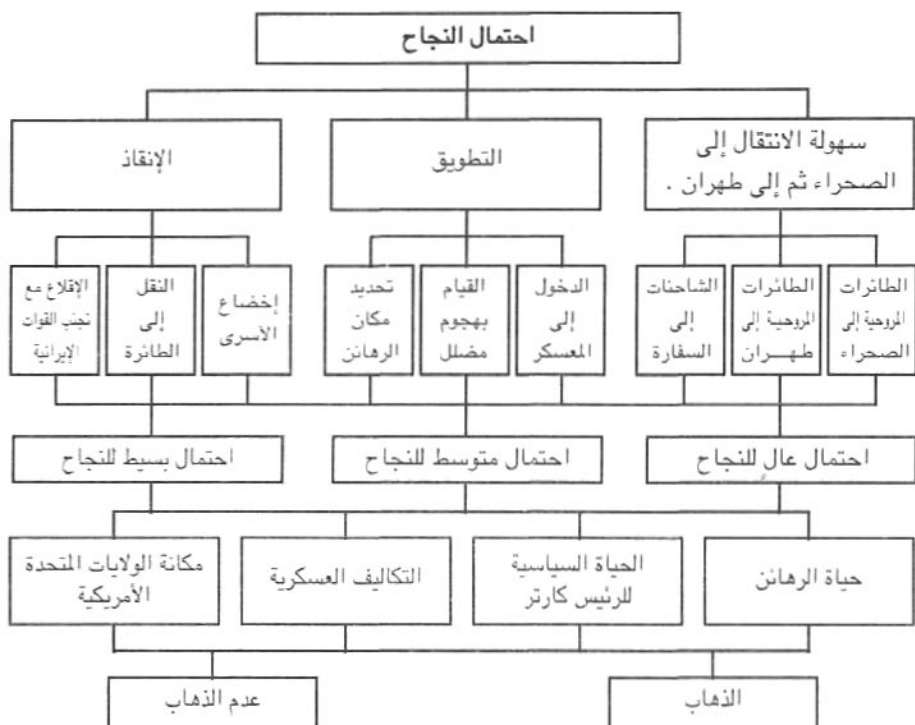 احتمال النجاح
سهولة الانتقال إلى
الصحراء ثم إلى طهران .
التطويق
الإنقاذ
الطائرات
المروحية إلى
الصحراء
الطائرات
المروحية إلى
طهـــران
الشاحنات
إلى
السفارة
الدخول
إلى
المعسكر
القيام
بهجوم
مضلل
تحديد
مكان
الرهائن
إخضاع
الأسرى
النقل
إلى
الطائرة
الإقلاع مع
تجنب القوات
الإيرانية
احتمال عال للنجاح
احتمال متوسط للنجاح
احتمال بسيط للنجاح
حياة الرهائن
الحياة السياسية
للرئيس كارتر
التكاليف العسكرية
مكانة الولايات المتحدة
الأمريكية
الذهاب
عدم الذهاب